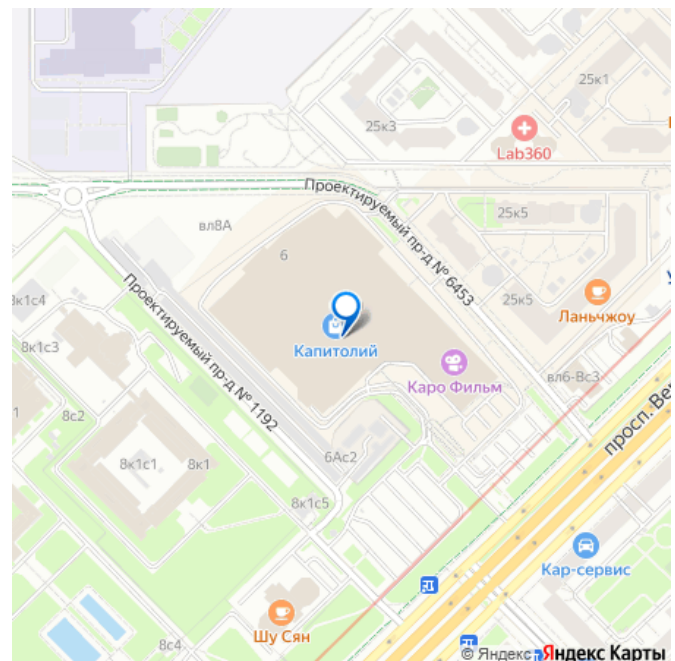 25к1
25к3
Lab360
Проектируемый пр-д № 6453
25к5
вл8А
6
25к5
Ланьчжоу
8к1с4
Проектируемый пр-д № 1192
8к1с3
Капитолий
Каро Фильм
вл6-Вс3
8с2
просп. Ве
8к1с1
8к1
6Ас2
8к1с5
Кар-сервис
Шу Сян
8с4
© Яндекс Яндекс Карты